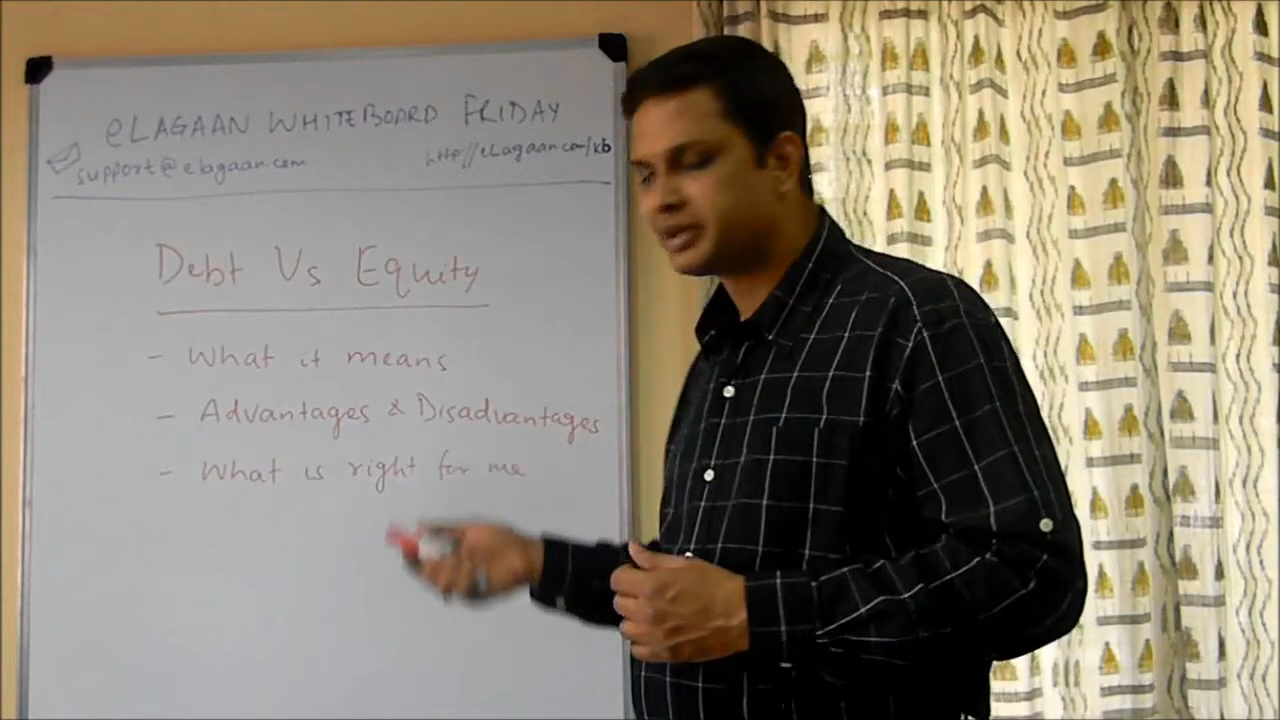 eLAGAAN WHITEBOARD FRIDAY
support@elagaan.com http://eLagaan.com/kb
Debt Vs Equity
- What it means
- Advantages & Disadvantages
- What is right for me